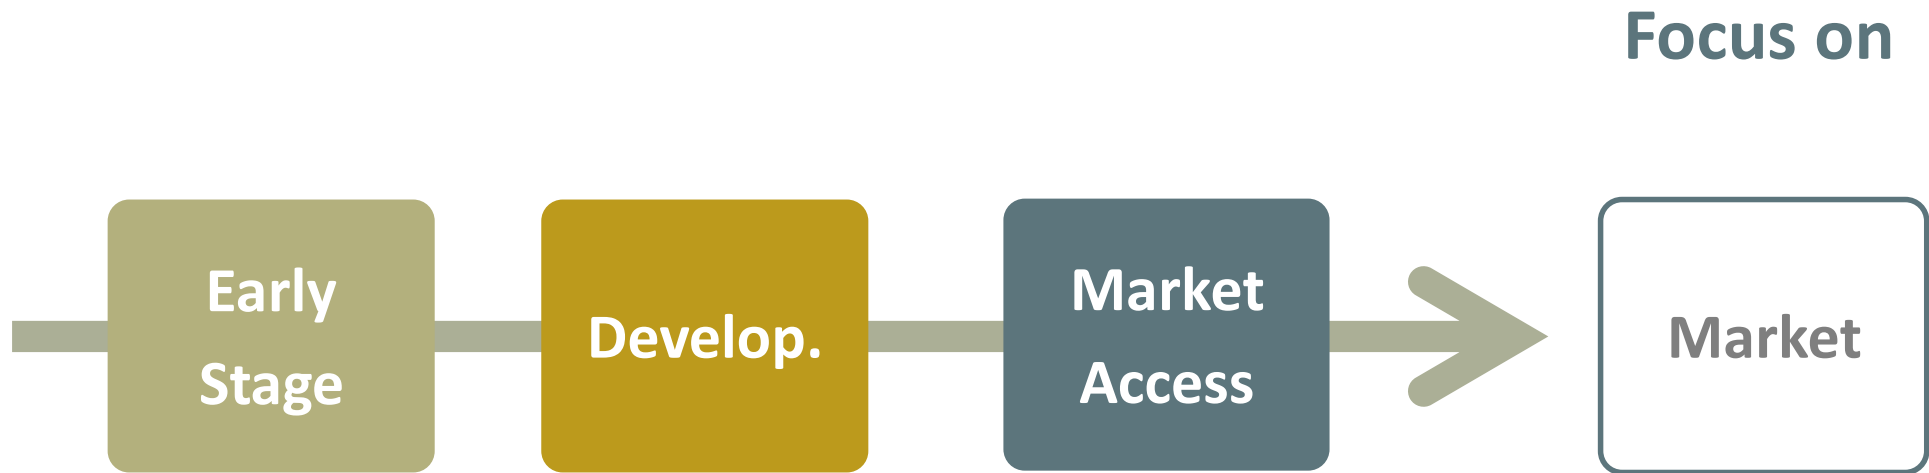 Focus on
Early
Stage
Develop.
Market
Access
Market